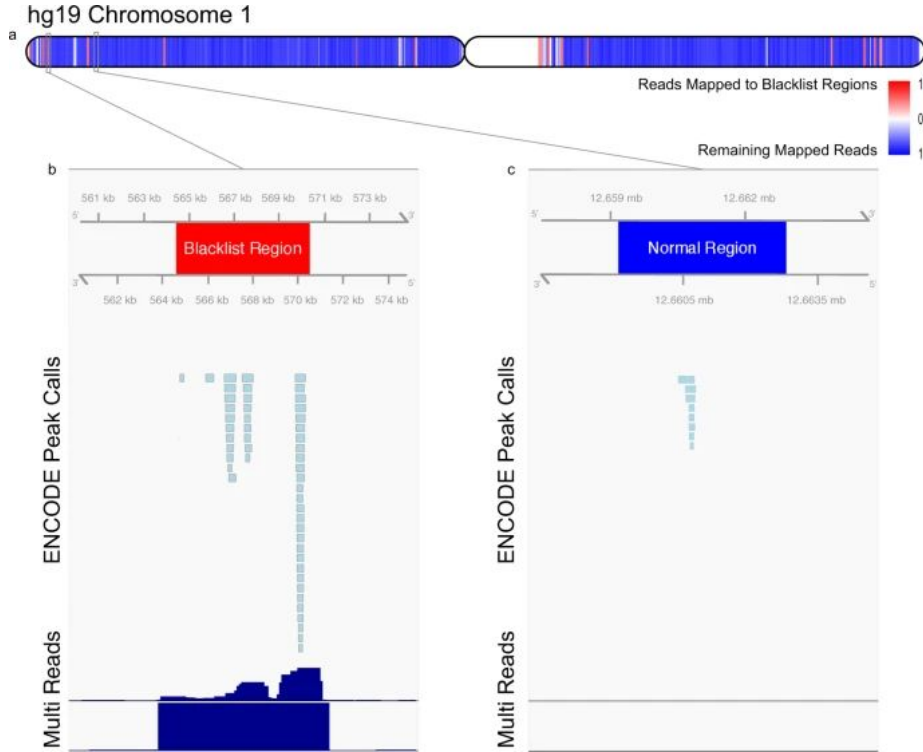 hg19 Chromosome 1
a
Reads Mapped to Blacklist Regions
1
0
Remaining Mapped Reads
1
b
561 kb 563 kb 565 kb 567 kb 569 kb 571 kb 573 kb
5' 3'
Blacklist Region
3' 5'
562 kb 564 kb 566 kb 568 kb 570 kb 572 kb 574 kb
ENCODE Peak Calls
Multi Reads
c
12.659 mb 12.662 mb
5' 3'
Normal Region
3' 5'
12.6605 mb 12.6635 mb
ENCODE Peak Calls
Multi Reads